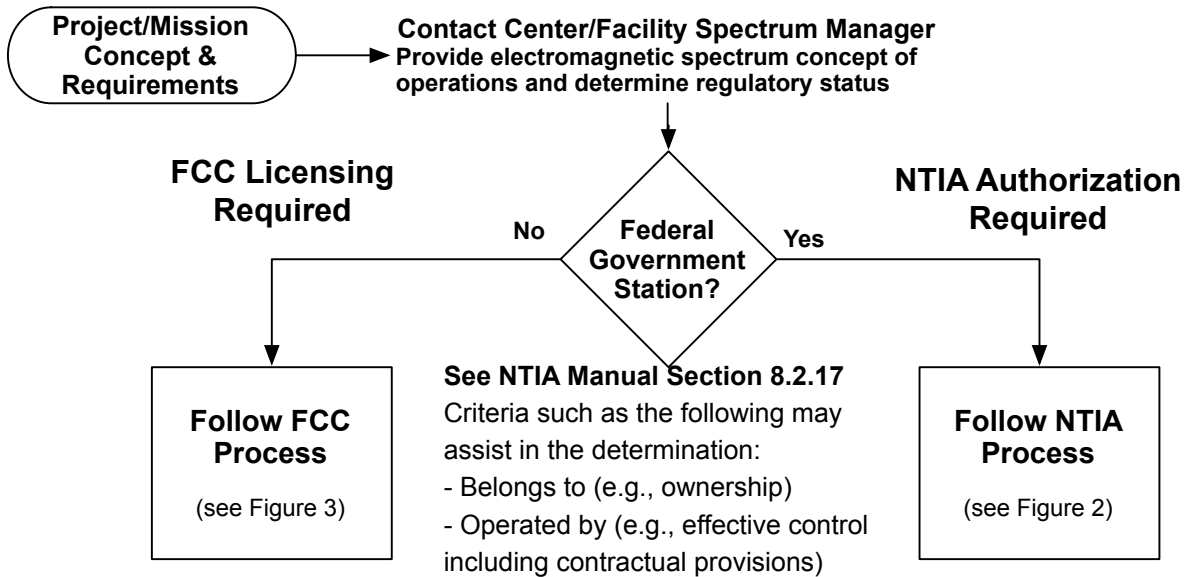 Project/Mission
Concept &
Requirements
Contact Center/Facility Spectrum Manager
Provide electromagnetic spectrum concept of
operations and determine regulatory status
FCC Licensing
Required
NTIA Authorization
Required
No
Federal
Government
Station?
Yes
Follow FCC
Process
(see Figure 3)
See NTIA Manual Section 8.2.17
Criteria such as the following may
assist in the determination:
- Belongs to (e.g., ownership)
- Operated by (e.g., effective control
including contractual provisions)
Follow NTIA
Process
(see Figure 2)